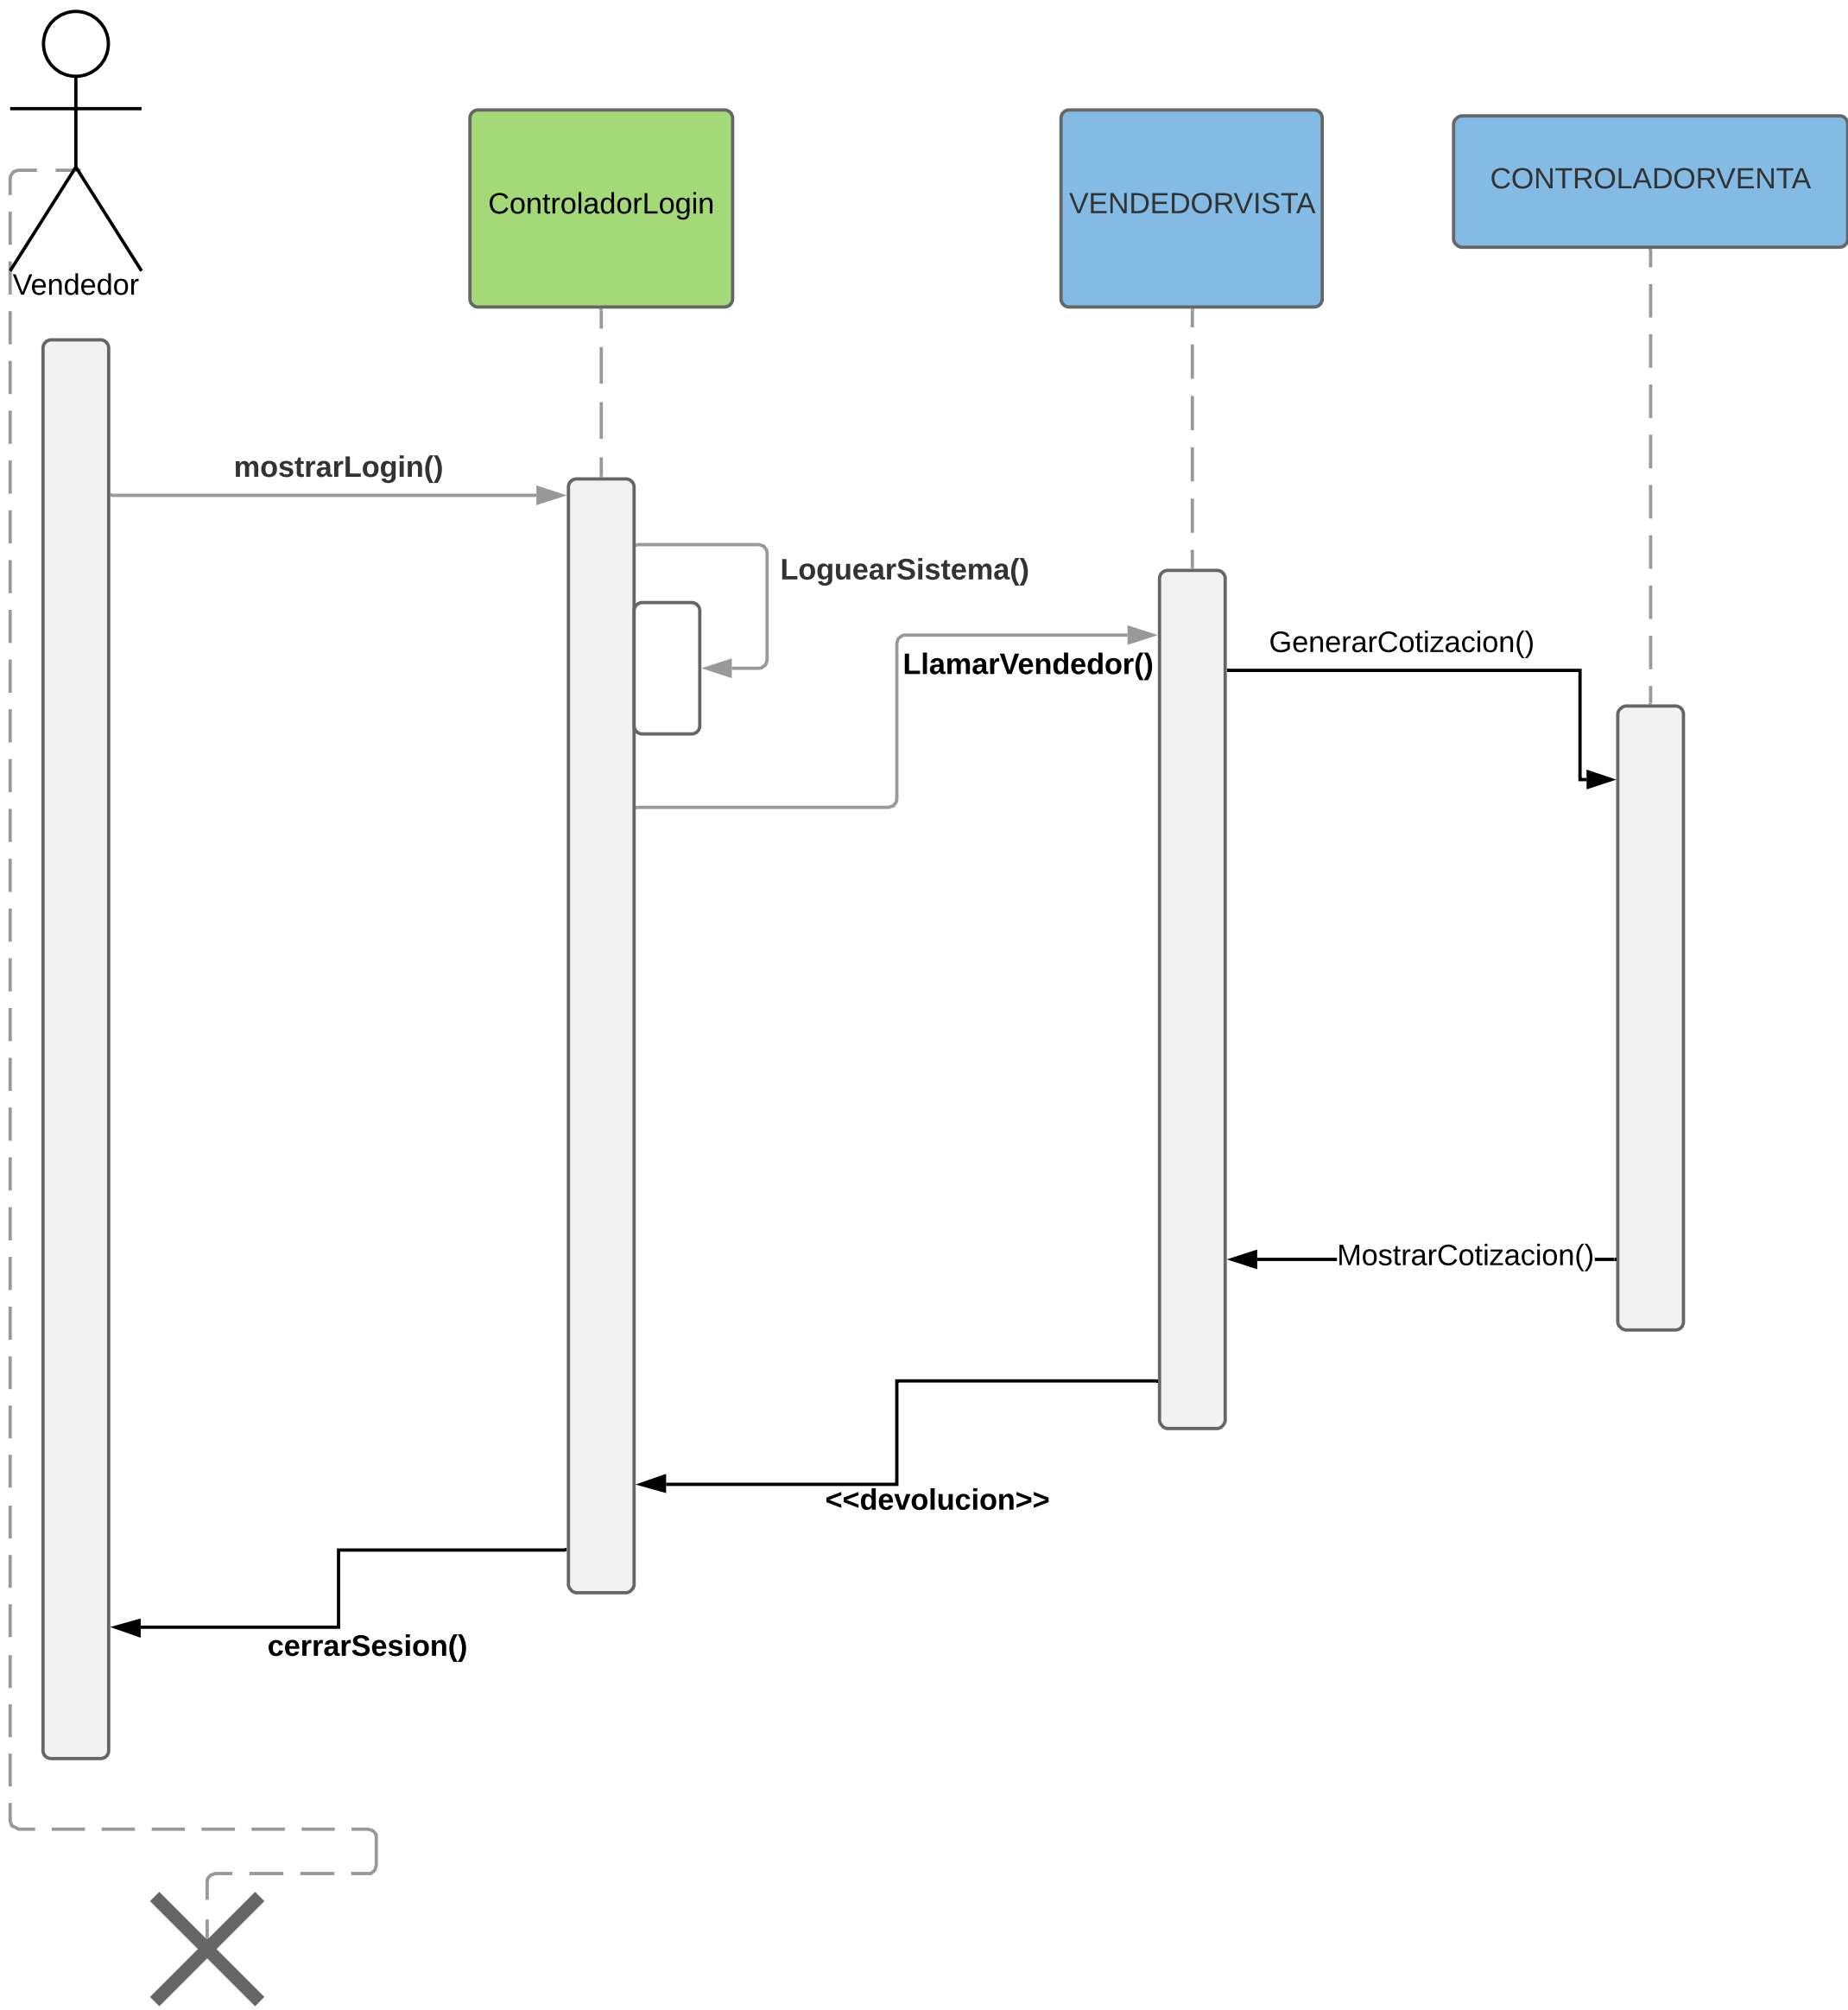 ControladorLogin
VENDEDORVISTA
CONTROLADORVENTA
Vendedor
mostrarLogin()
LoguearSistema()
GenerarCotizacion()
LlamarVendedor()
MostrarCotizacion()
<<devolucion>>
cerrarSesion()